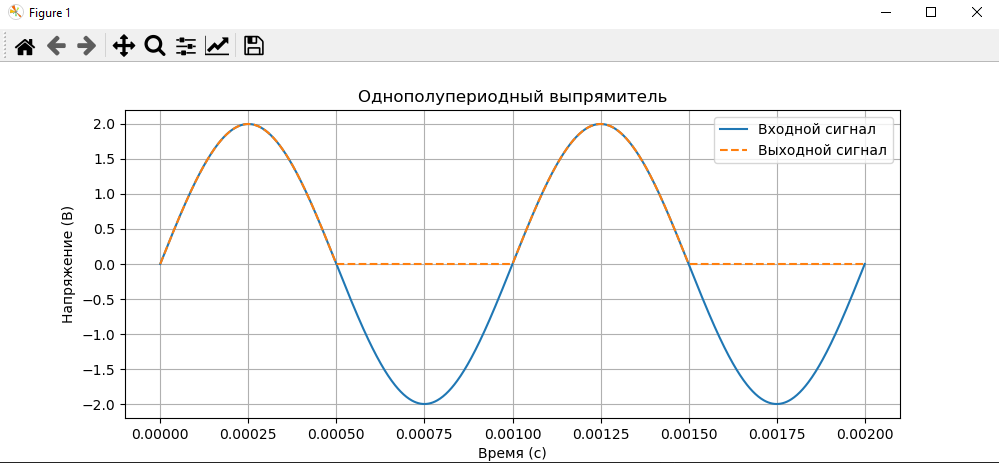 Figure 1
Однополупериодный выпрямитель
Входной сигнал
Выходной сигнал
Напряжение (В)
2.0
1.5
1.0
0.5
0.0
−0.5
−1.0
−1.5
−2.0
0.00000 0.00025 0.00050 0.00075 0.00100 0.00125 0.00150 0.00175 0.00200
Время (с)